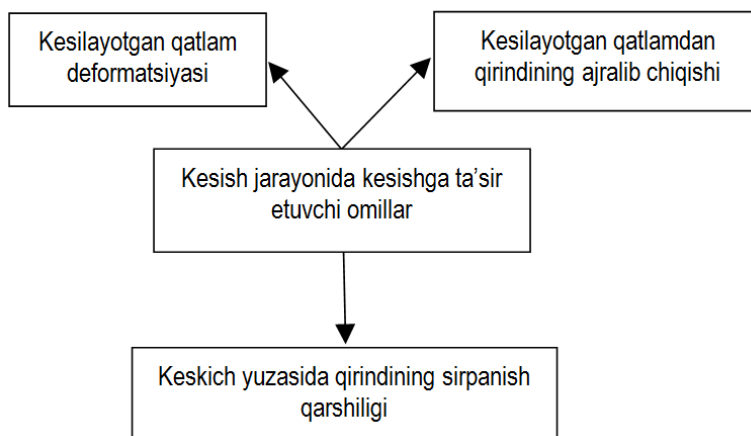 Kesilayotgan qatlam
deformatsiyasi
Kesilayotgan qatlamdan
qirindining ajralib chiqishi
Kesish jarayonida kesishga ta’sir
etuvchi omillar
Keskich yuzasida qirindining sirpanish
qarshiligi